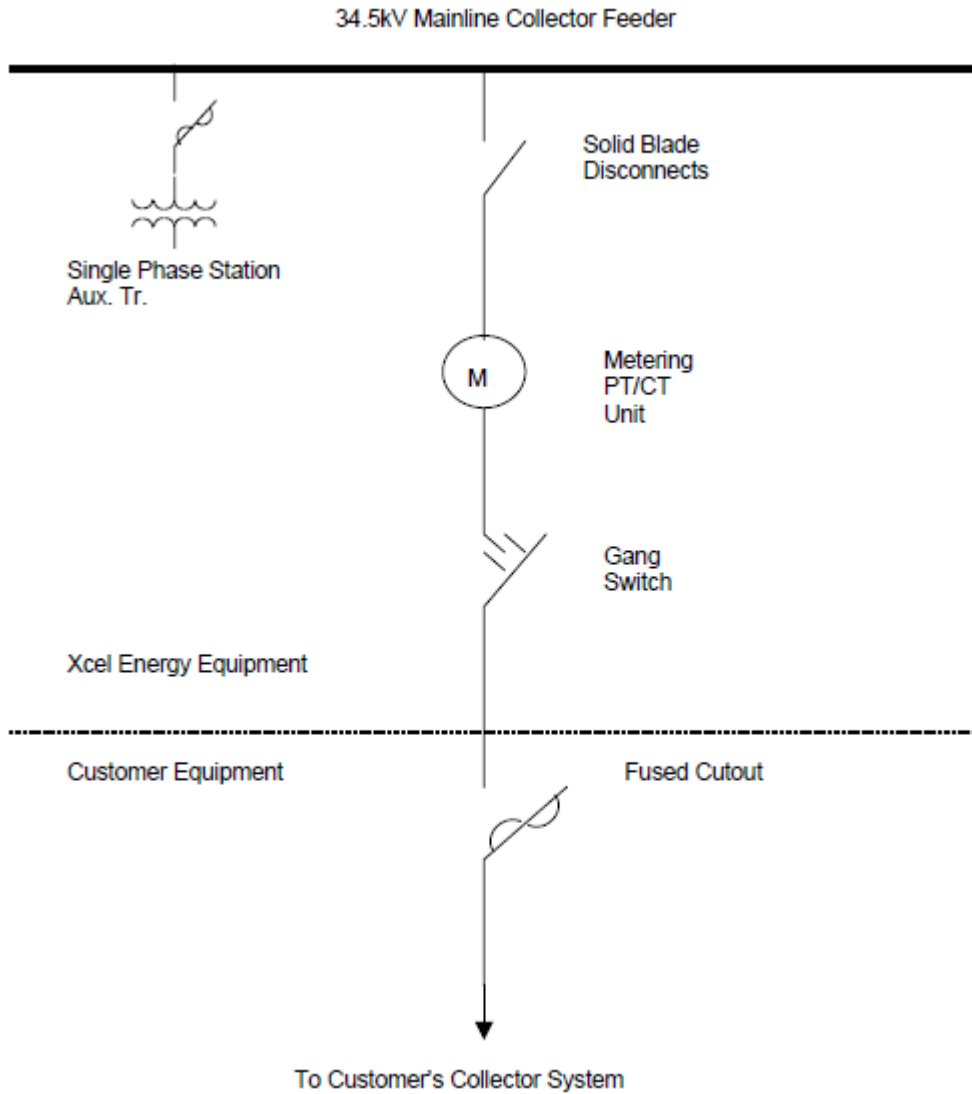 34.5kV Mainline Collector Feeder
Solid Blade
Disconnects
Single Phase Station
Aux. Tr.
M
Metering
PT/CT
Unit
Gang
Switch
Xcel Energy Equipment
Customer Equipment
Fused Cutout
To Customer's Collector System